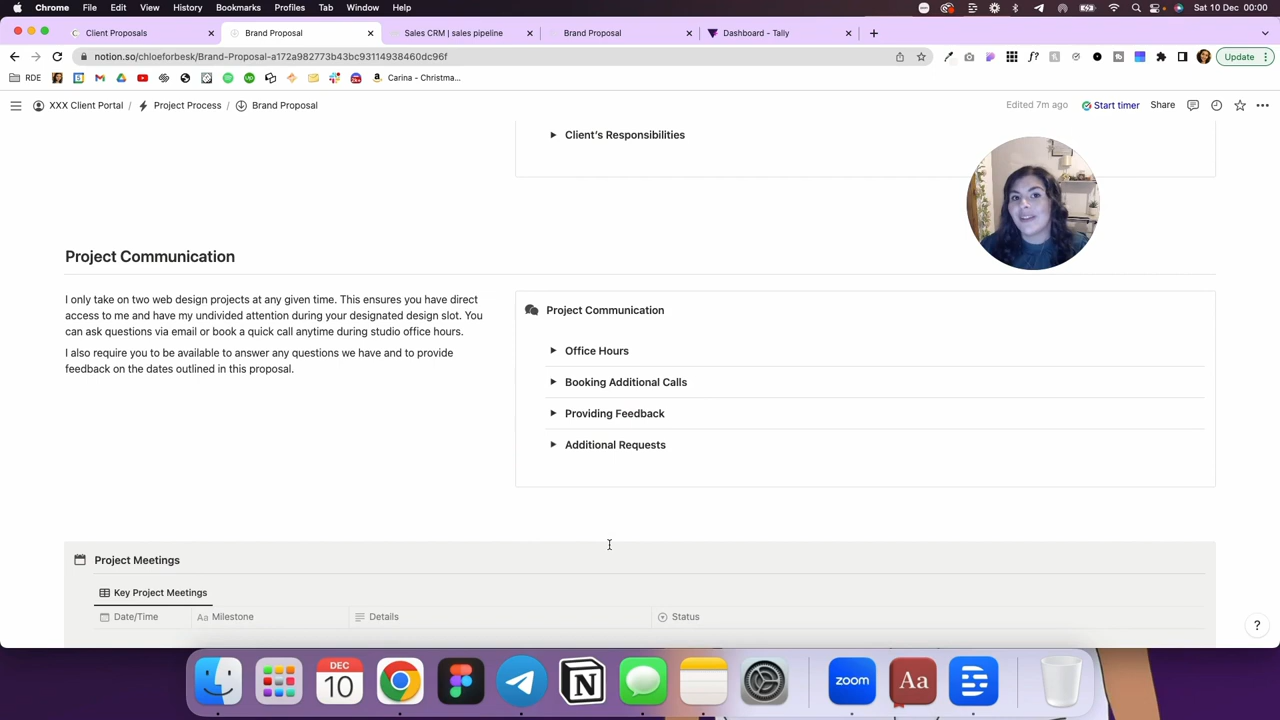 Chrome File Edit View History Bookmarks Profiles Tab Window Help
Sat 10 Dec 00:00
Client Proposals
Brand Proposal
Sales CRM | sales pipeline
Brand Proposal
Dashboard - Tally
notion.so/chloeforbesk/Brand-Proposal-a172a982773b43bc93114938460dc96f
Update
RDE
Carina – Christma...
XXX Client Portal / Project Process / Brand Proposal
Edited 7m ago
Start timer
Share
Client's Responsibilities
Project Communication
I only take on two web design projects at any given time. This ensures you have direct
access to me and have my undivided attention during your designated design slot. You
can ask questions via email or book a quick call anytime during studio office hours.
I also require you to be available to answer any questions we have and to provide
feedback on the dates outlined in this proposal.
Project Communication
Office Hours
Booking Additional Calls
Providing Feedback
Additional Requests
Project Meetings
Key Project Meetings
Date/Time
Aa Milestone
Details
Status
?
DEC
10
zoom
Aa